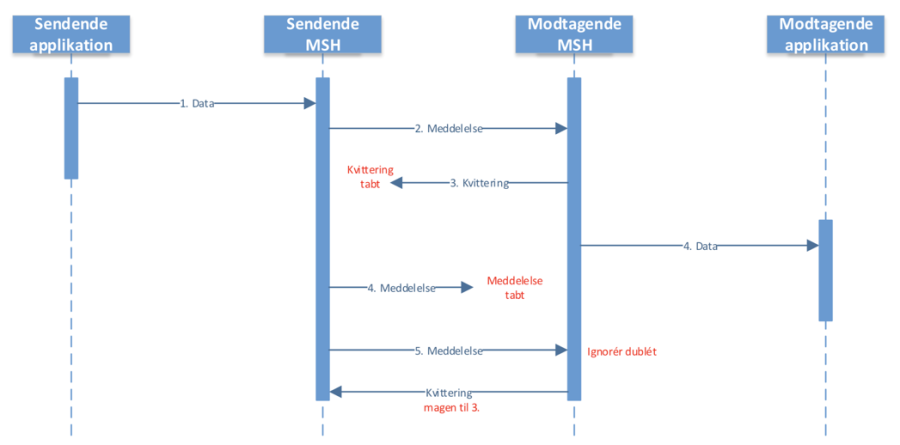 Sendende
applikation
Sendende
MSH
Modtagende
MSH
Modtagende
applikation
1. Data
2. Meddelelse
Kvittering
tabt
3. Kvittering
4. Data
4. Meddelelse
Meddelelse
tabt
5. Meddelelse
Ignorér dublét
Kvittering
magen til 3.